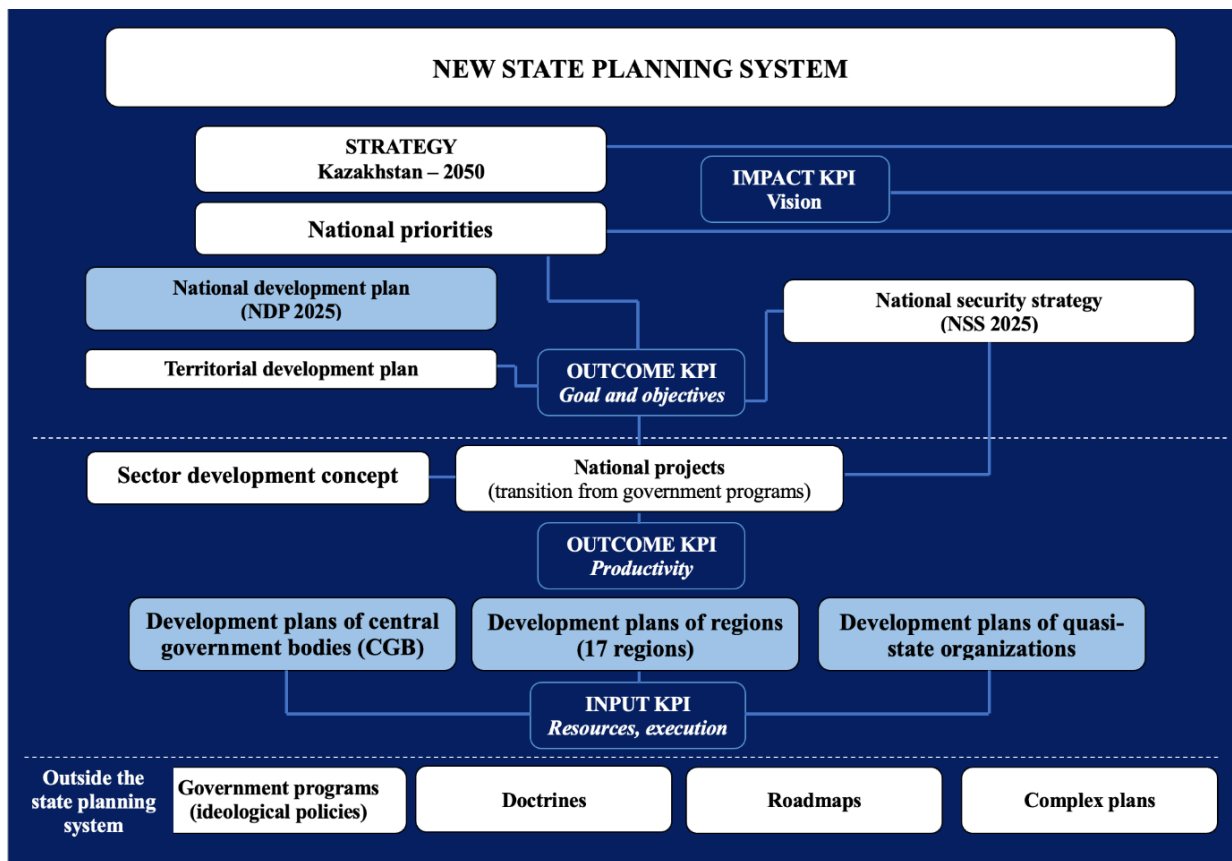 NEW STATE PLANNING SYSTEM
STRATEGY
Kazakhstan – 2050
IMPACT KPI
Vision
National priorities
National development plan
(NDP 2025)
National security strategy
(NSS 2025)
Territorial development plan
OUTCOME KPI
Goal and objectives
Sector development concept
National projects
(transition from government programs)
OUTCOME KPI
Productivity
Development plans of central
government bodies (CGB)
Development plans of regions
(17 regions)
Development plans of quasi-
state organizations
INPUT KPI
Resources, execution
Outside the
state planning
system
Government programs
(ideological policies)
Doctrines
Roadmaps
Complex plans